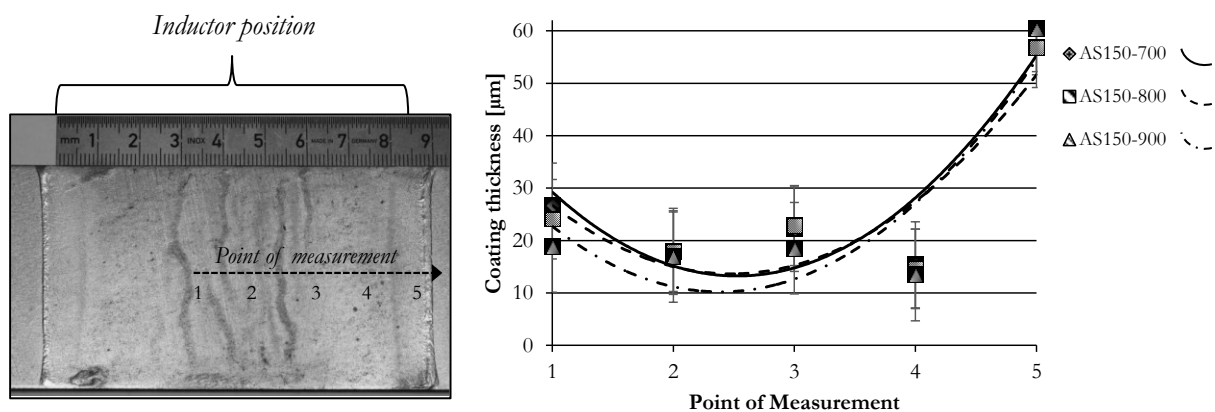 Inductor position
mm 1 2 3 INOX 4 5 6 MADE IN GERMANY 7 8 9
Point of measurement
1 2 3 4 5
Coating thickness [µm]
60
50
40
30
20
10
0
1 2 3 4 5
Point of Measurement
AS150-700
AS150-800
AS150-900